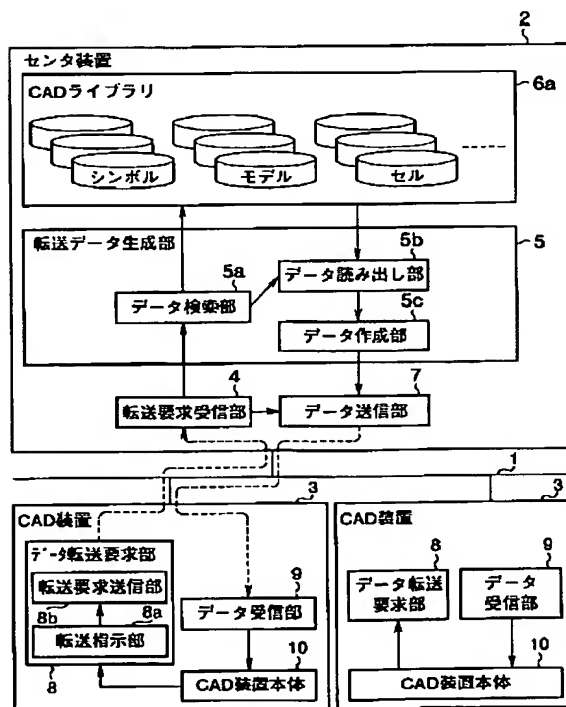 2
センタ装置
CADライブラリ
6a
シンボル
モデル
セル
転送データ生成部
5
5b
データ読み出し部
5a
データ検索部
5c
データ作成部
4
転送要求受信部
7
データ送信部
1
3
3
CAD装置
CAD装置
データ転送要求部
転送要求送信部
8b
8a
転送指示部
8
9
データ受信部
10
CAD装置本体
8
データ転送
要求部
9
データ
受信部
10
CAD装置本体